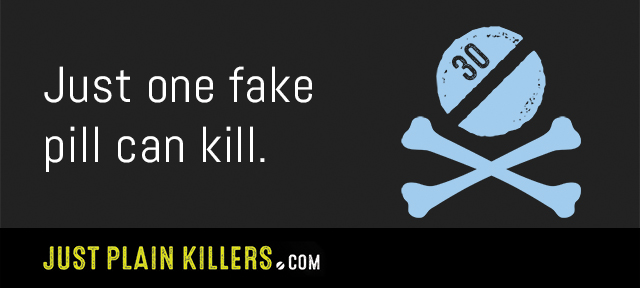 Just one fake
pill can kill.
30
JUST PLAIN KILLERS.COM